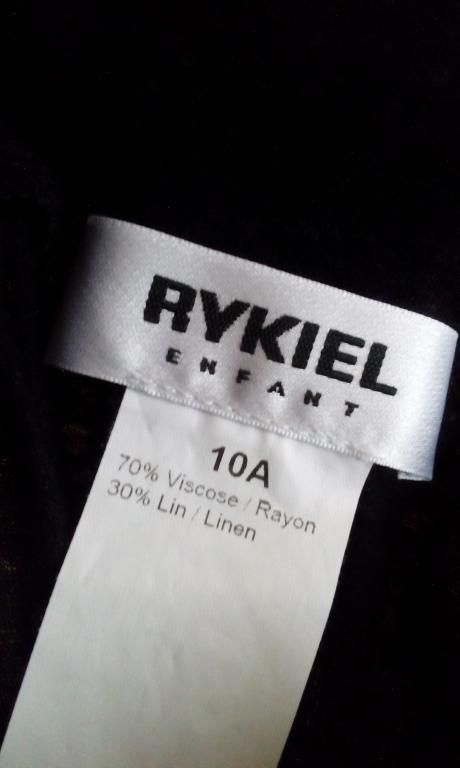 RYKIEL
ENFANT
10A
70% Viscose / Rayon
30% Lin / Linen